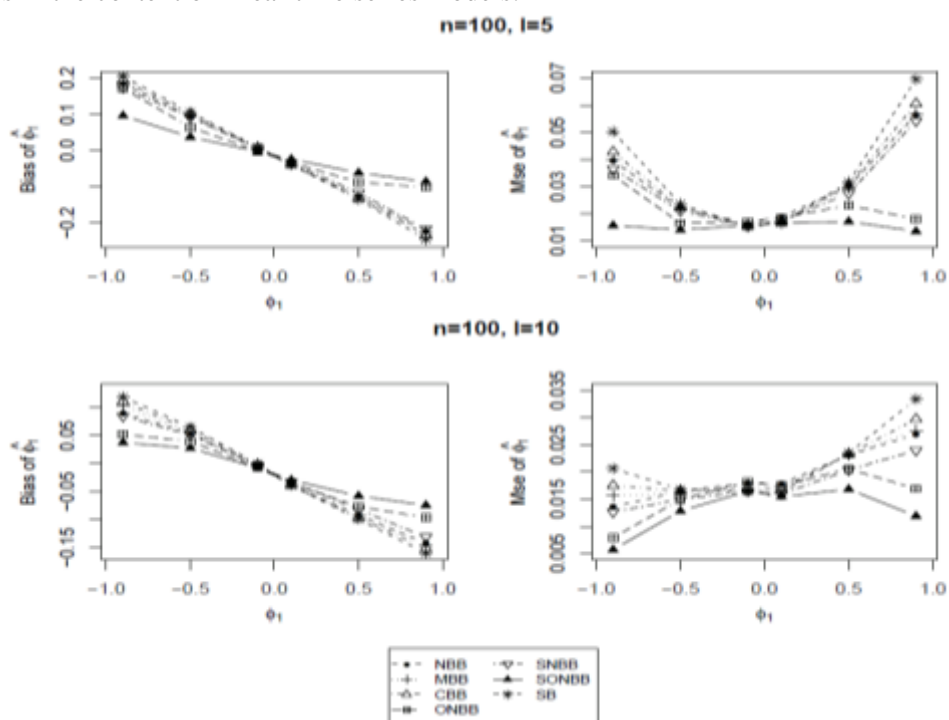 n=100, l=5
0.2
0.1
0.0
−0.2
Bias of ϕ̂₁
−1.0 −0.5 0.0 0.5 1.0
ϕ₁
0.07
0.05
0.03
0.01
Mse of ϕ̂₁
−1.0 −0.5 0.0 0.5 1.0
ϕ₁
n=100, l=10
0.05
−0.05
−0.15
Bias of ϕ̂₁
−1.0 −0.5 0.0 0.5 1.0
ϕ₁
0.035
0.025
0.015
0.005
Mse of ϕ̂₁
−1.0 −0.5 0.0 0.5 1.0
ϕ₁
NBB SNBB
MBB SONBB
CBB SB
ONBB